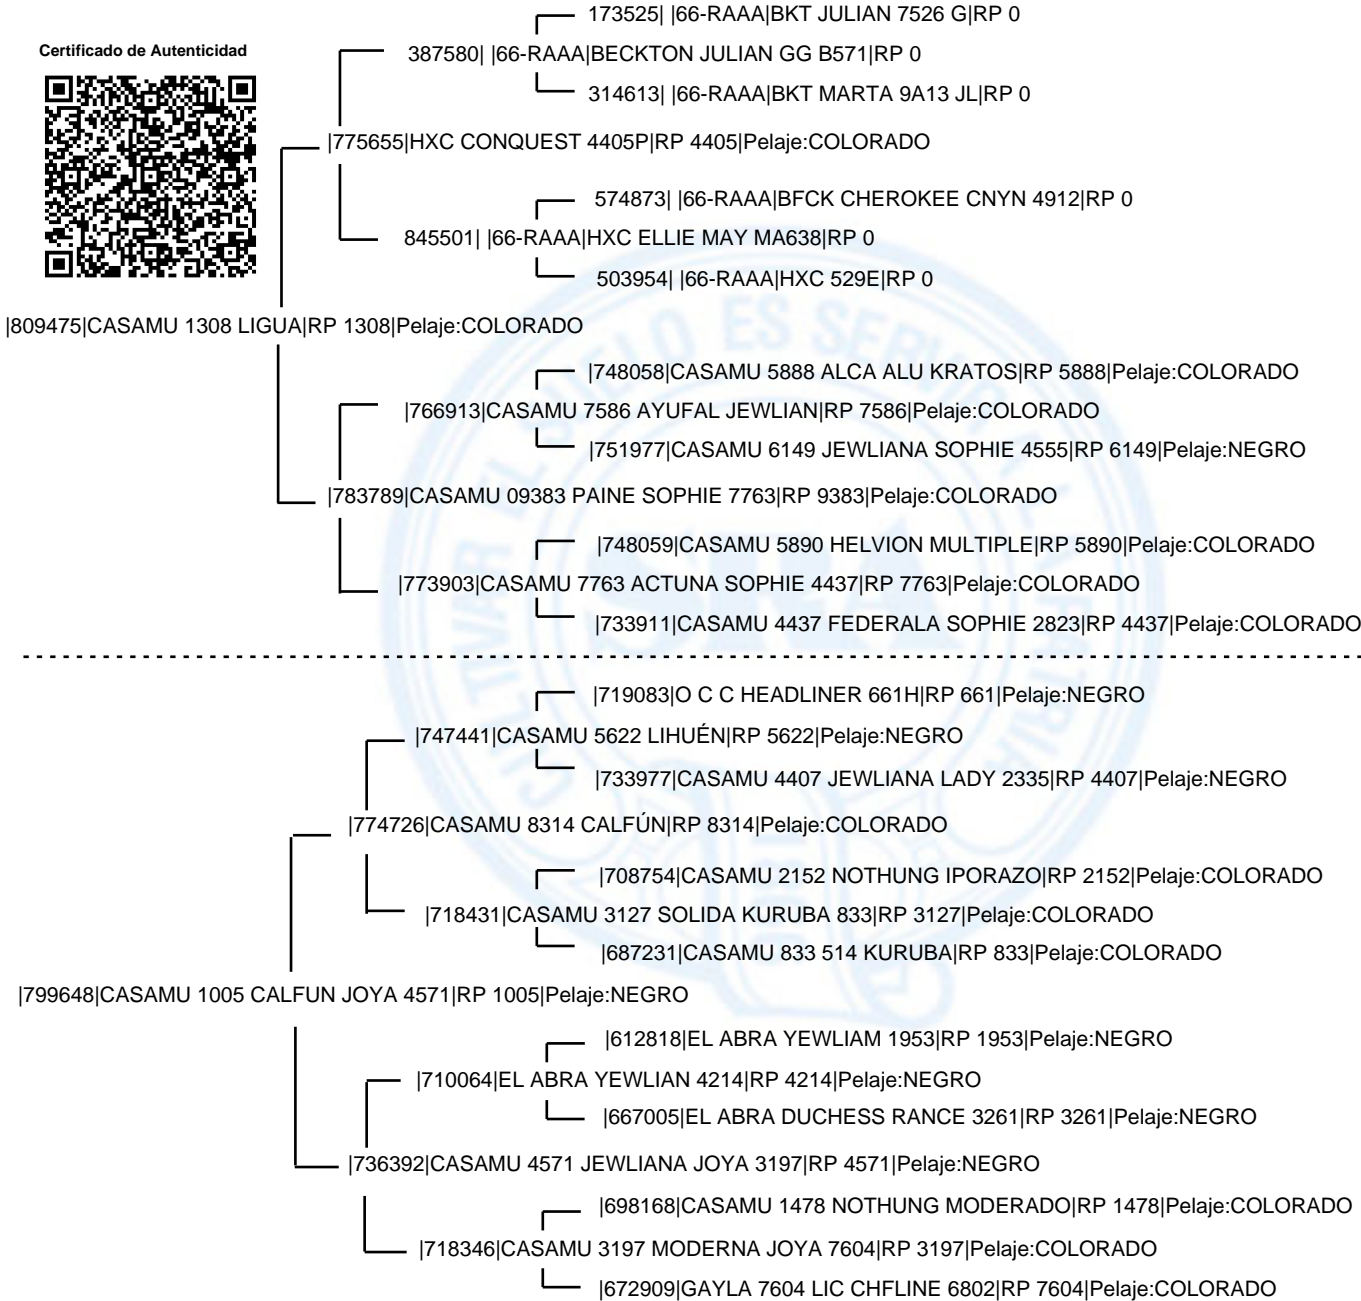 173525| |66-RAAA|BKT JULIAN 7526 G|RP 0
Certificado de Autenticidad
387580| |66-RAAA|BECKTON JULIAN GG B571|RP 0
314613| |66-RAAA|BKT MARTA 9A13 JL|RP 0
|775655|HXC CONQUEST 4405P|RP 4405|Pelaje:COLORADO
574873| |66-RAAA|BFCK CHEROKEE CNYN 4912|RP 0
845501| |66-RAAA|HXC ELLIE MAY MA638|RP 0
503954| |66-RAAA|HXC 529E|RP 0
|809475|CASAMU 1308 LIGUA|RP 1308|Pelaje:COLORADO
|748058|CASAMU 5888 ALCA ALU KRATOS|RP 5888|Pelaje:COLORADO
|766913|CASAMU 7586 AYUFAL JEWLIAN|RP 7586|Pelaje:COLORADO
|751977|CASAMU 6149 JEWLIANA SOPHIE 4555|RP 6149|Pelaje:NEGRO
|783789|CASAMU 09383 PAINE SOPHIE 7763|RP 9383|Pelaje:COLORADO
|748059|CASAMU 5890 HELVION MULTIPLE|RP 5890|Pelaje:COLORADO
|773903|CASAMU 7763 ACTUNA SOPHIE 4437|RP 7763|Pelaje:COLORADO
|733911|CASAMU 4437 FEDERALA SOPHIE 2823|RP 4437|Pelaje:COLORADO
|719083|O C C HEADLINER 661H|RP 661|Pelaje:NEGRO
|747441|CASAMU 5622 LIHUÉN|RP 5622|Pelaje:NEGRO
|733977|CASAMU 4407 JEWLIANA LADY 2335|RP 4407|Pelaje:NEGRO
|774726|CASAMU 8314 CALFÚN|RP 8314|Pelaje:COLORADO
|708754|CASAMU 2152 NOTHUNG IPORAZO|RP 2152|Pelaje:COLORADO
|718431|CASAMU 3127 SOLIDA KURUBA 833|RP 3127|Pelaje:COLORADO
|687231|CASAMU 833 514 KURUBA|RP 833|Pelaje:COLORADO
|799648|CASAMU 1005 CALFUN JOYA 4571|RP 1005|Pelaje:NEGRO
|612818|EL ABRA YEWLIAM 1953|RP 1953|Pelaje:NEGRO
|710064|EL ABRA YEWLIAN 4214|RP 4214|Pelaje:NEGRO
|667005|EL ABRA DUCHESS RANCE 3261|RP 3261|Pelaje:NEGRO
|736392|CASAMU 4571 JEWLIANA JOYA 3197|RP 4571|Pelaje:NEGRO
|698168|CASAMU 1478 NOTHUNG MODERADO|RP 1478|Pelaje:COLORADO
|718346|CASAMU 3197 MODERNA JOYA 7604|RP 3197|Pelaje:COLORADO
|672909|GAYLA 7604 LIC CHFLINE 6802|RP 7604|Pelaje:COLORADO
CULTIVAR EL SUELO ES SERVIR A LA PATRIA
SRA